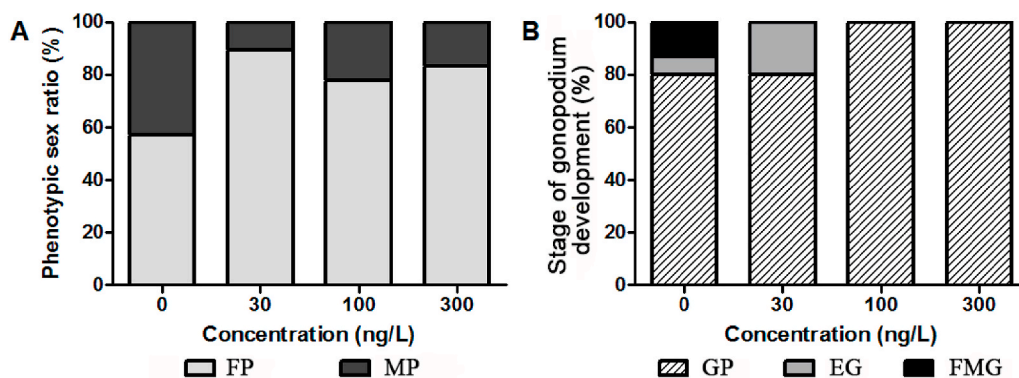 A
Phenotypic sex ratio (%)
100
80
60
40
20
0
0 30 100 300
Concentration (ng/L)
FP MP
B
Stage of gonopodium
development (%)
100
80
60
40
20
0
0 30 100 300
Concentration (ng/L)
GP EG FMG